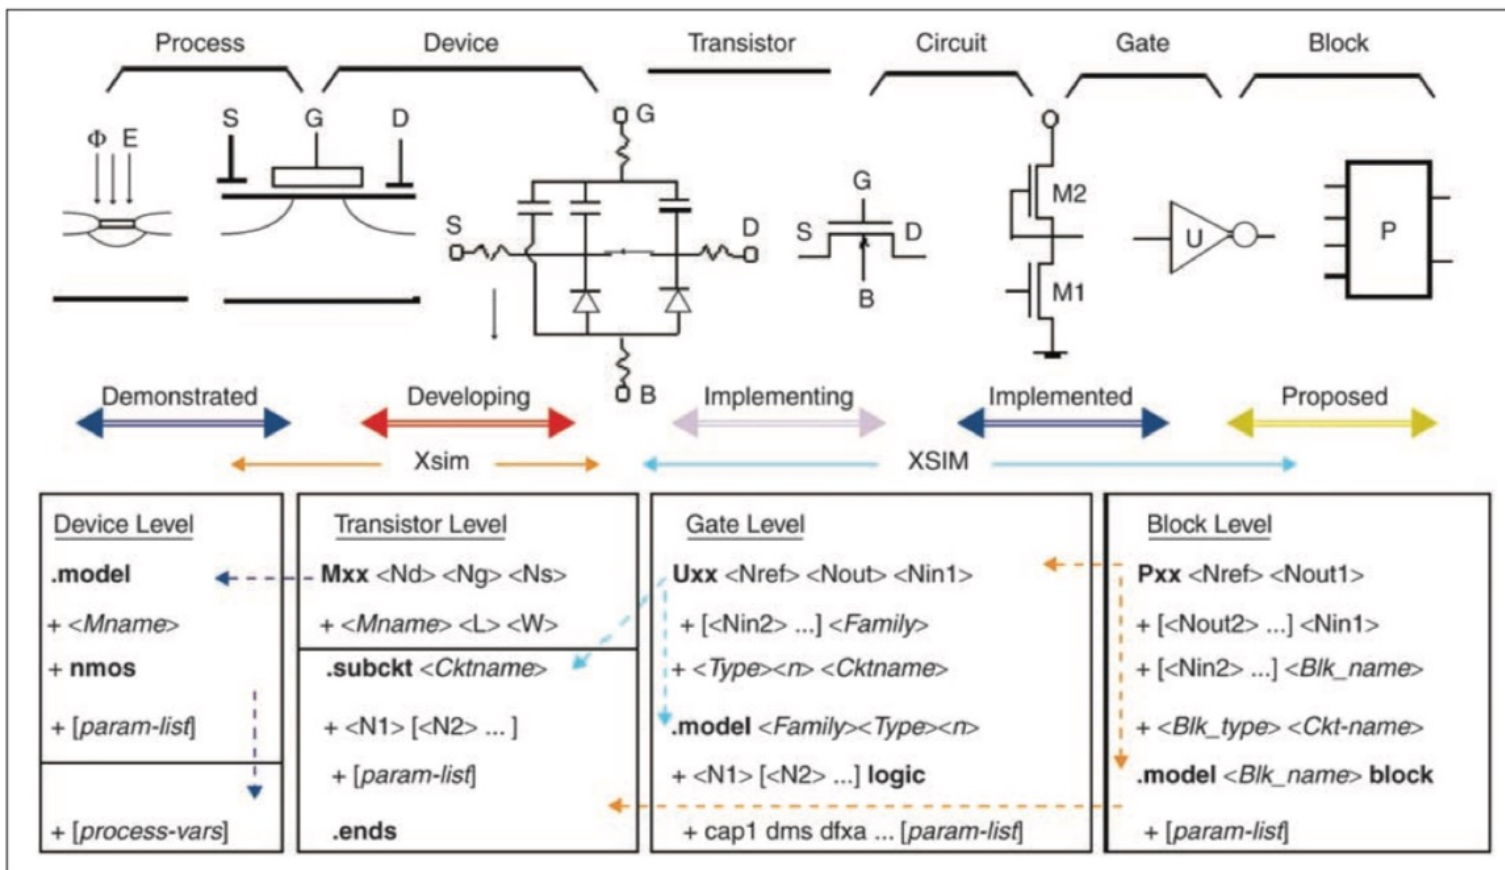 Process Device Transistor Circuit Gate Block
Φ E
S G D
G
S D
B
G
S D
B
M2
M1
U
P
Demonstrated Developing Implementing Implemented Proposed
Xsim XSIM
Device Level
.model
+ <Mname>
+ nmos
+ [param-list]
+ [process-vars]
Transistor Level
Mxx <Nd> <Ng> <Ns>
+ <Mname> <L> <W>
.subckt <Cktname>
+ <N1> [<N2> ... ]
+ [param-list]
.ends
Gate Level
Uxx <Nref> <Nout> <Nin1>
+ [<Nin2> ...] <Family>
+ <Type><n> <Cktname>
.model <Family><Type><n>
+ <N1> [<N2> ...] logic
+ cap1 dms dfxa ... [param-list]
Block Level
Pxx <Nref> <Nout1>
+ [<Nout2> ...] <Nin1>
+ [<Nin2> ...] <Blk_name>
+ <Blk_type> <Ckt-name>
.model <Blk_name> block
+ [param-list]